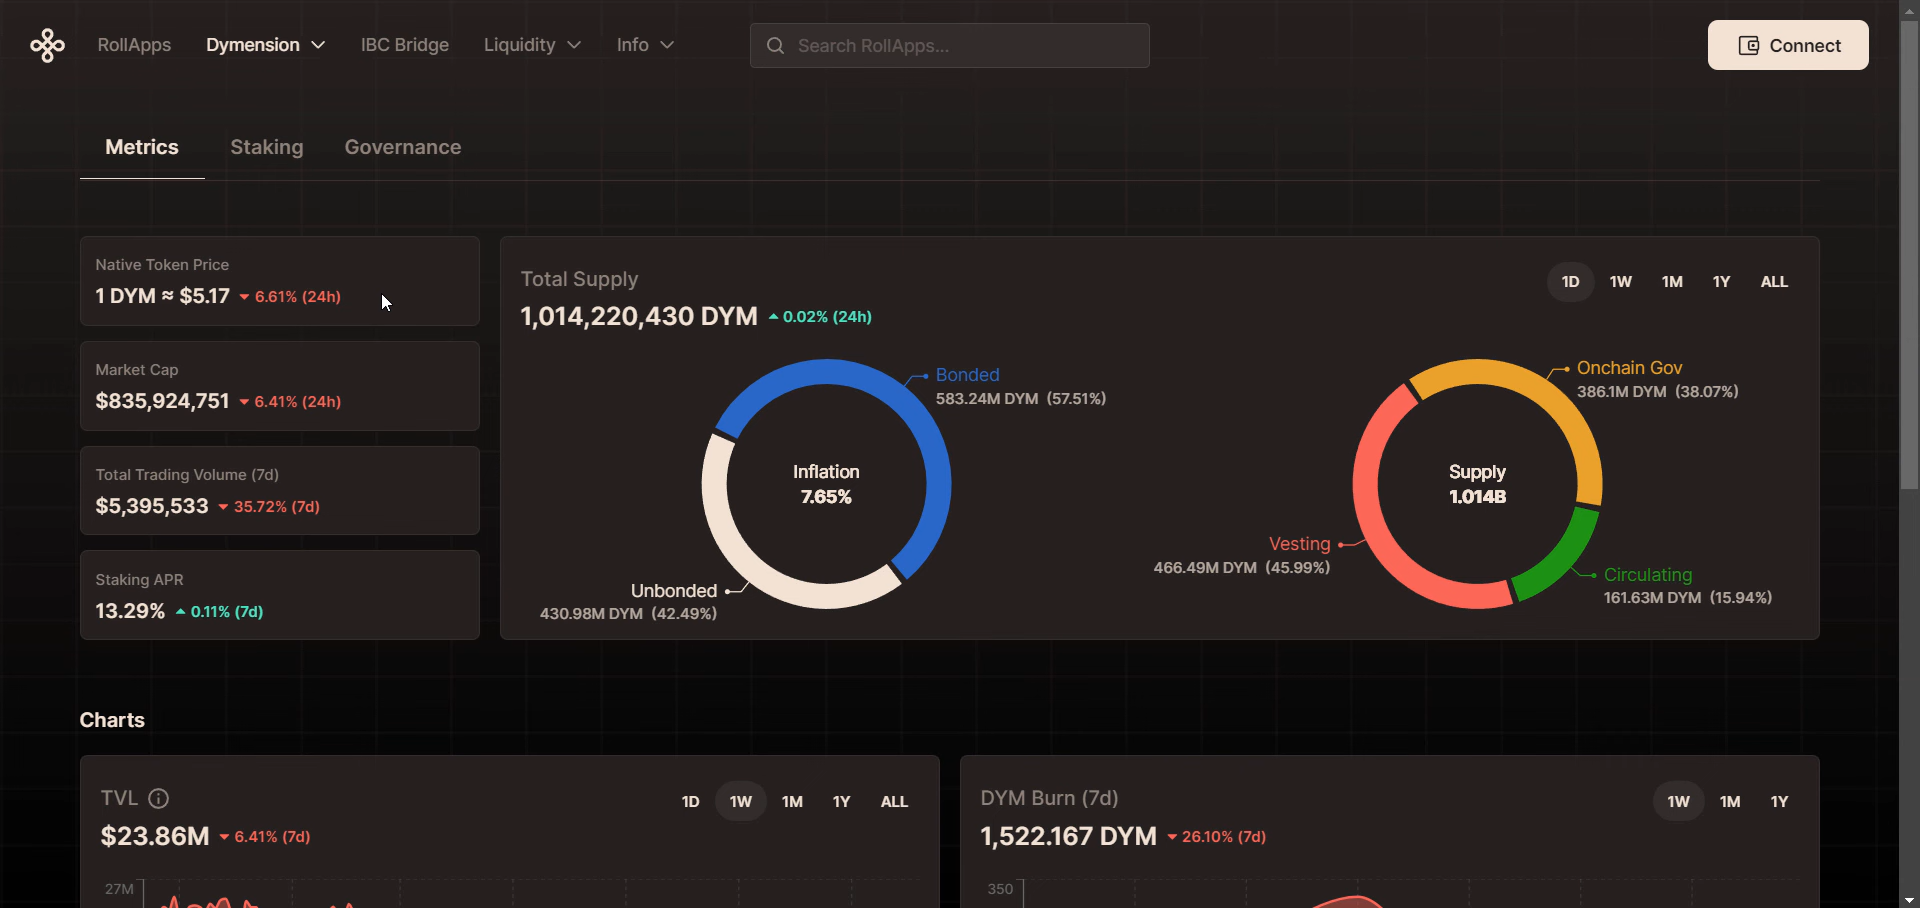 RollApps
Dymension
IBC Bridge
Liquidity
Info
Search RollApps...
Connect
Metrics
Staking
Governance
Native Token Price
1 DYM ≈ $5.17 6.61% (24h)
Market Cap
$835,924,751 6.41% (24h)
Total Trading Volume (7d)
$5,395,533 35.72% (7d)
Staking APR
13.29% 0.11% (7d)
Total Supply
1,014,220,430 DYM 0.02% (24h)
1D 1W 1M 1Y ALL
Bonded
583.24M DYM (57.51%)
Inflation
7.65%
Unbonded
430.98M DYM (42.49%)
Onchain Gov
386.1M DYM (38.07%)
Supply
1.014B
Vesting
466.49M DYM (45.99%)
Circulating
161.63M DYM (15.94%)
Charts
TVL
1D 1W 1M 1Y ALL
$23.86M 6.41% (7d)
27M
DYM Burn (7d)
1W 1M 1Y
1,522.167 DYM 26.10% (7d)
350